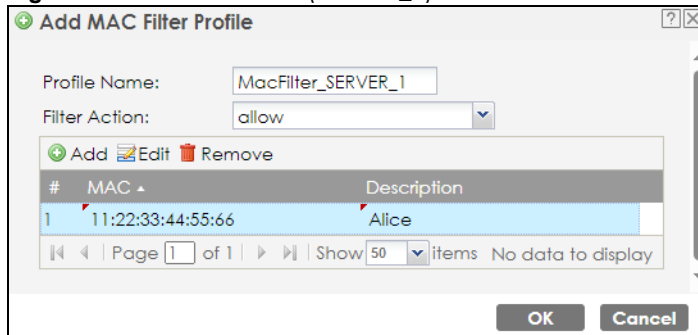 Add MAC Filter Profile
Profile Name: MacFilter_SERVER_1
Filter Action: allow
Add Edit Remove
# MAC Description
1 11:22:33:44:55:66 Alice
Page 1 of 1 Show 50 items No data to display
OK Cancel